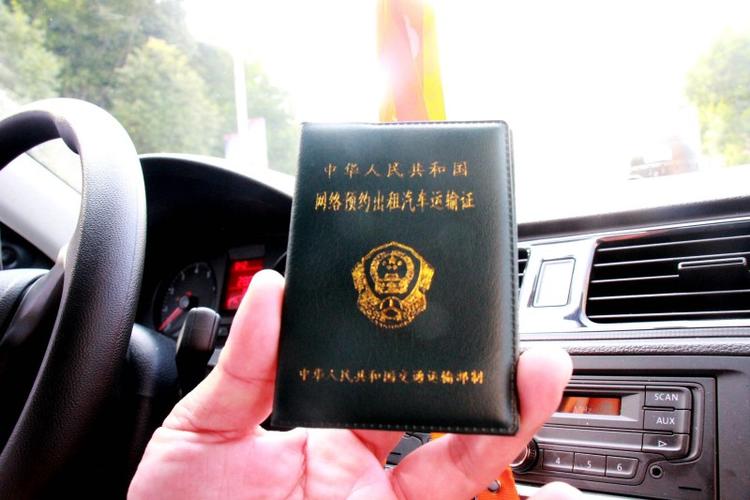 中华人民共和国
网络预约出租汽车运输证
中华人民共和国交通运输部制
SCAN
AUX
4 5 6